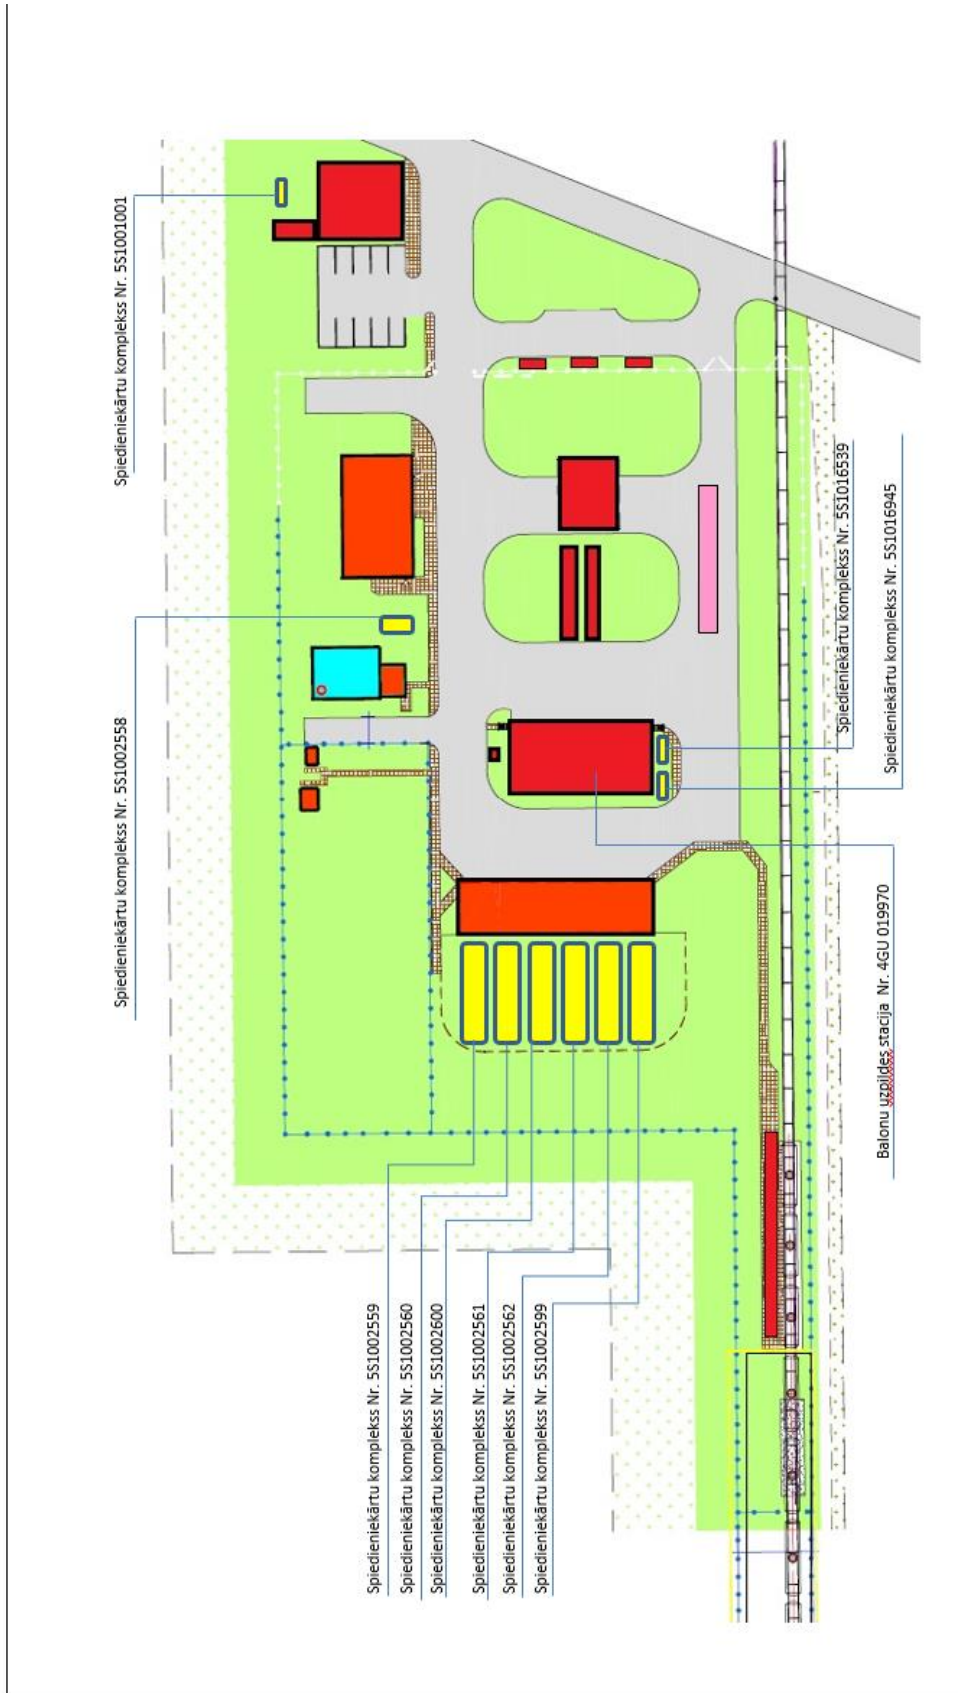 Spiedieniekārtu komplekss Nr. 5S1001001
Spiedieniekārtu komplekss Nr. 5S1002558
Spiedieniekārtu komplekss Nr. 5S1002559
Spiedieniekārtu komplekss Nr. 5S1002560
Spiedieniekārtu komplekss Nr. 5S1002600
Spiedieniekārtu komplekss Nr. 5S1002561
Spiedieniekārtu komplekss Nr. 5S1002562
Spiedieniekārtu komplekss Nr. 5S1002599
Spiedieniekārtu komplekss Nr. 5S1016539
Spiedieniekārtu komplekss Nr. 5S1016945
Balonu uzpildes stacija Nr. 4GU 019970